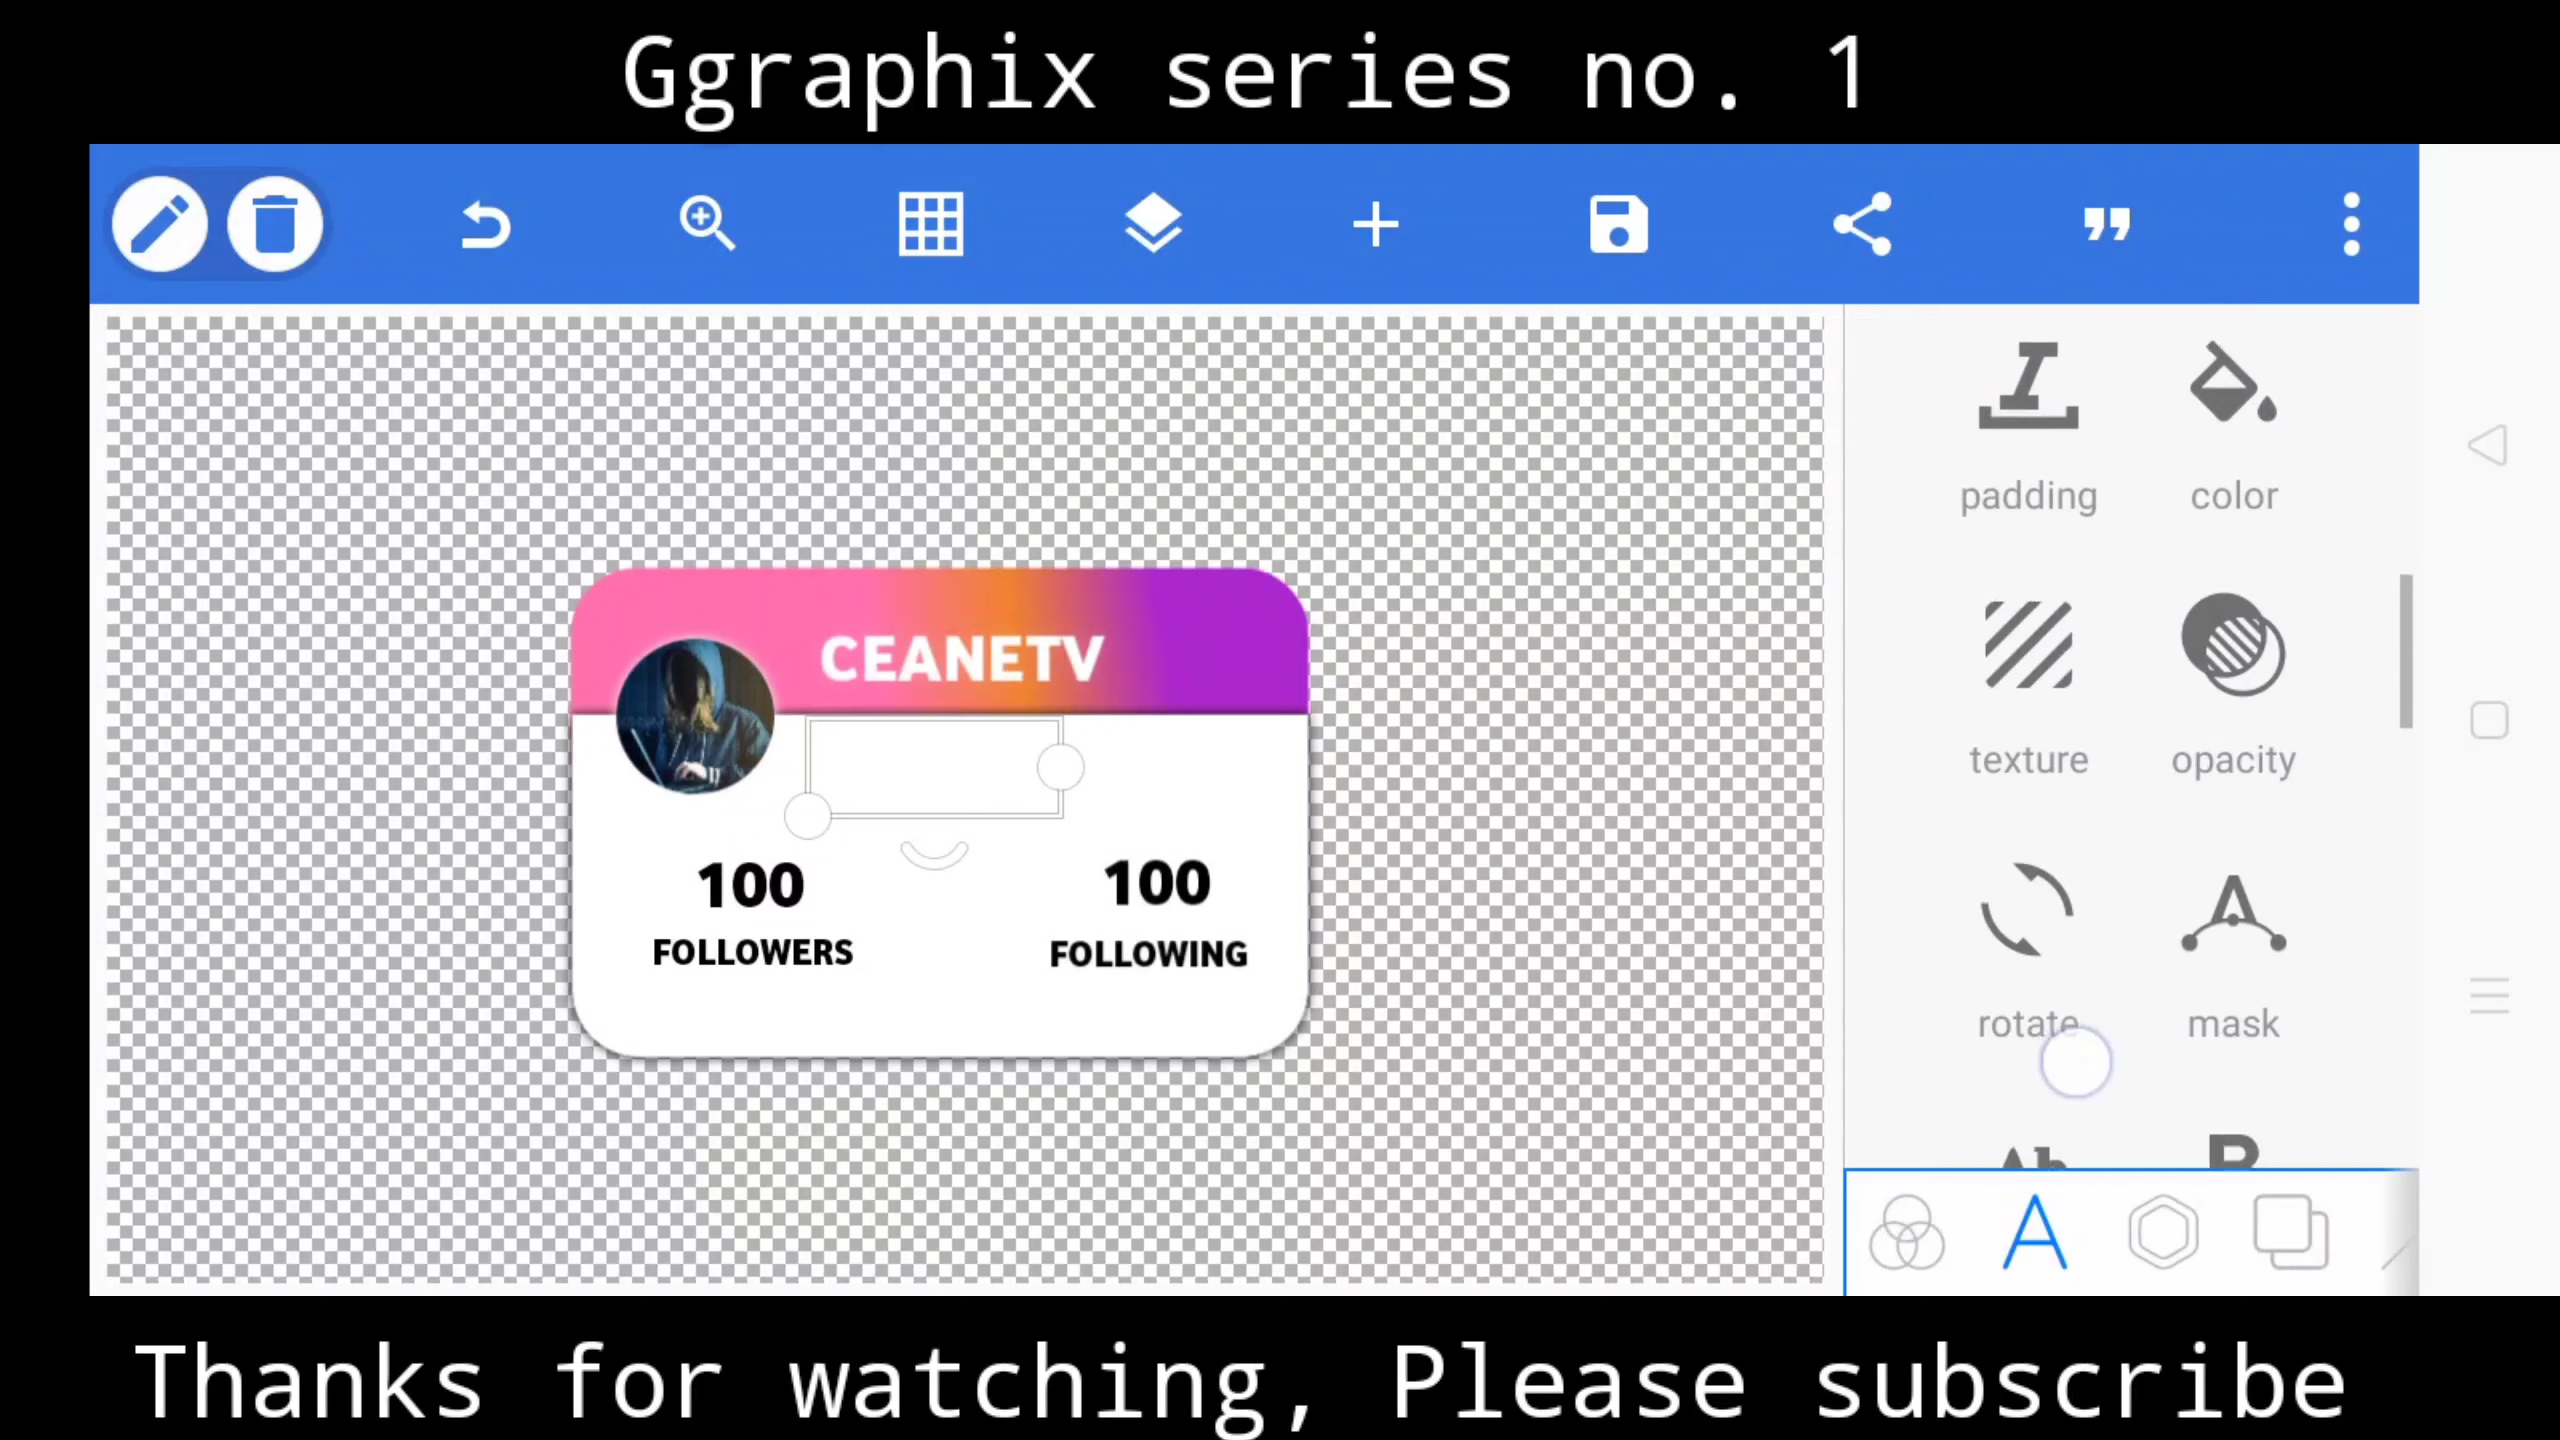 Ggraphix series no. 1
padding color
CEANETV
texture opacity
100 100
FOLLOWERS FOLLOWING
rotate mask
Thanks for watching, Please subscribe